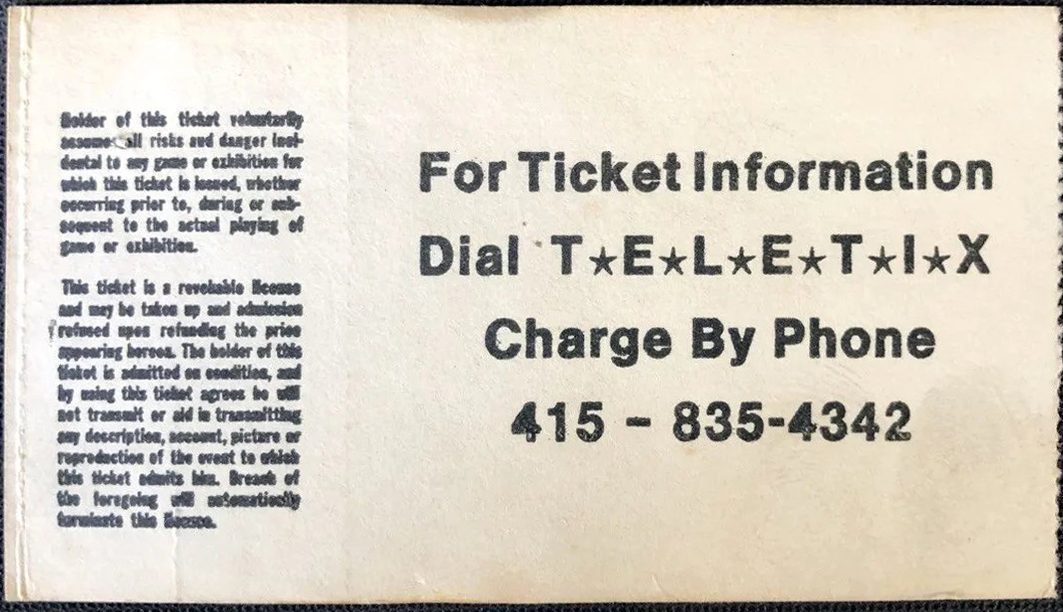 Holder of this ticket voluntarily
assumes all risks and danger inci-
dental to any game or exhibition for
which this ticket is issued, whether
occurring prior to, during or sub-
sequent to the actual playing of
game or exhibition.
This ticket is a revokable license
and may be taken up and admission
refused upon refunding the price
appearing hereon. The holder of this
ticket is admitted on condition, and
by using this ticket agrees he will
not transmit or aid in transmitting
any description, account, picture or
reproduction of the event to which
this ticket admits him. Breach of
the foregoing will automatically
terminate this license.
For Ticket Information
Dial T★E★L★E★T★I★X
Charge By Phone
415 - 835-4342